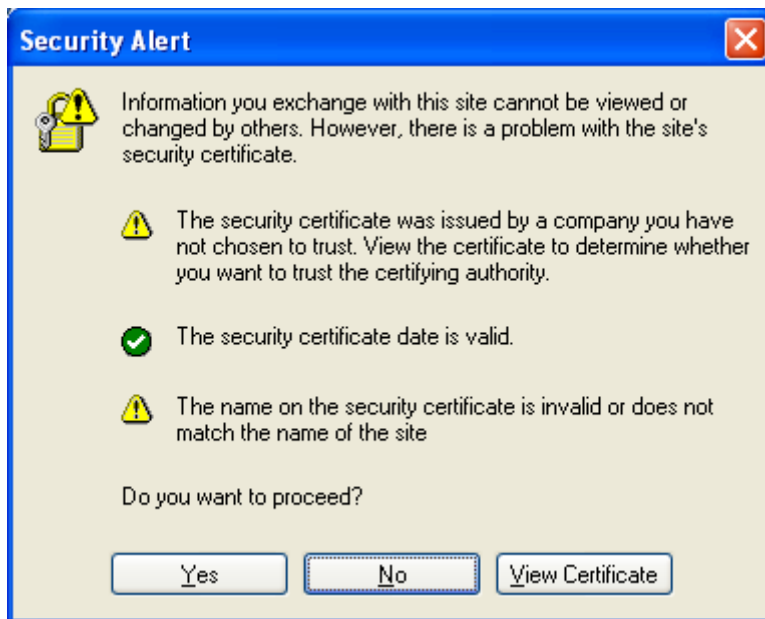 Security Alert
Information you exchange with this site cannot be viewed or
changed by others. However, there is a problem with the site's
security certificate.
The security certificate was issued by a company you have
not chosen to trust. View the certificate to determine whether
you want to trust the certifying authority.
The security certificate date is valid.
The name on the security certificate is invalid or does not
match the name of the site
Do you want to proceed?
Yes No View Certificate